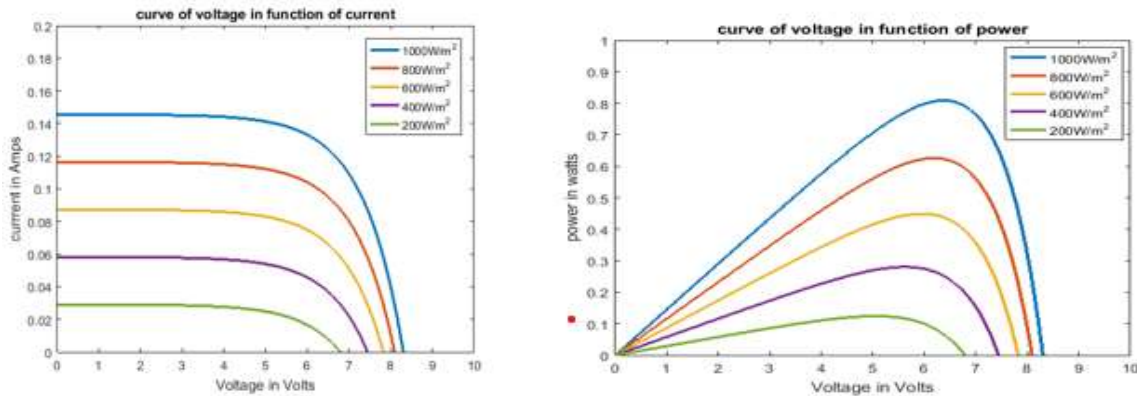 curve of voltage in function of current
0.2
0.18
0.16
0.14
0.12
0.1
0.08
0.06
0.04
0.02
0
currrent in Amps
1000W/m²
800W/m²
600W/m²
400W/m²
200W/m²
0 1 2 3 4 5 6 7 8 9 10
Voltage in Volts
curve of voltage in function of power
1
0.9
0.8
0.7
0.6
0.5
0.4
0.3
0.2
0.1
0
power in watts
1000W/m²
800W/m²
600W/m²
400W/m²
200W/m²
0 1 2 3 4 5 6 7 8 9 10
Voltage in Volts